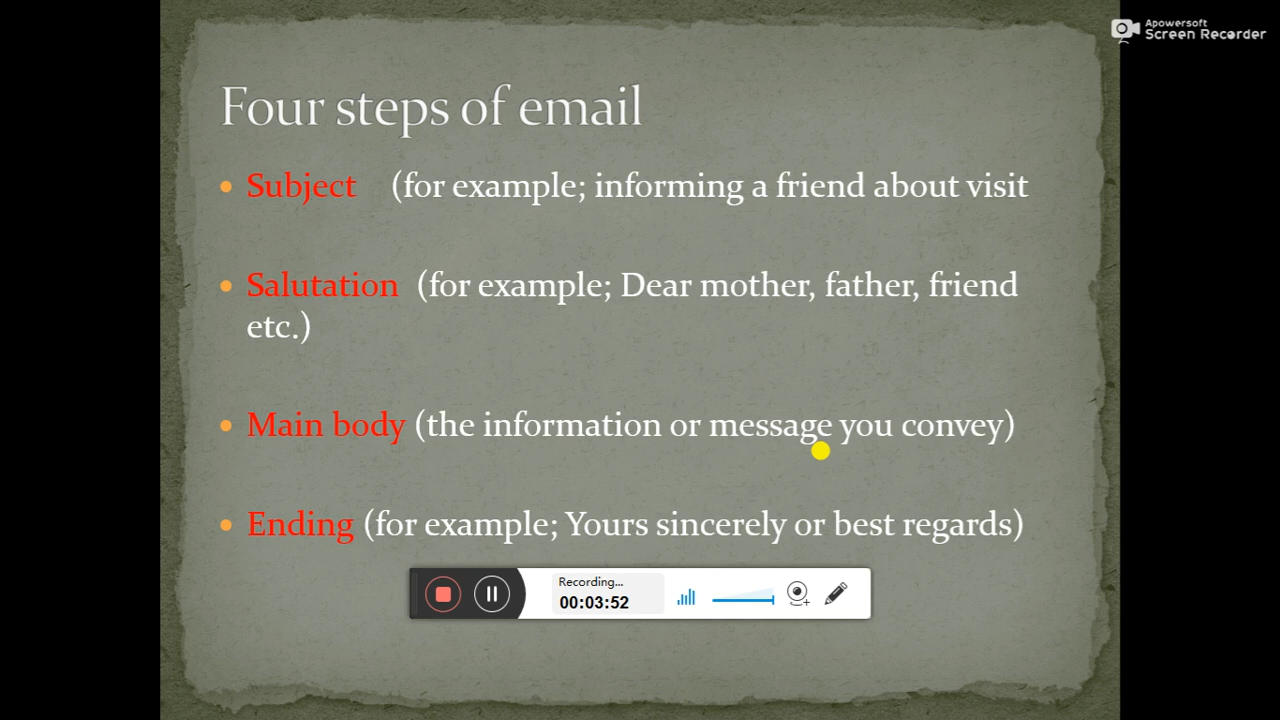 Apowersoft
Screen Recorder
Four steps of email
Subject (for example; informing a friend about visit
Salutation (for example; Dear mother, father, friend
etc.)
Main body (the information or message you convey)
Ending (for example; Yours sincerely or best regards)
Recording...
00:03:52